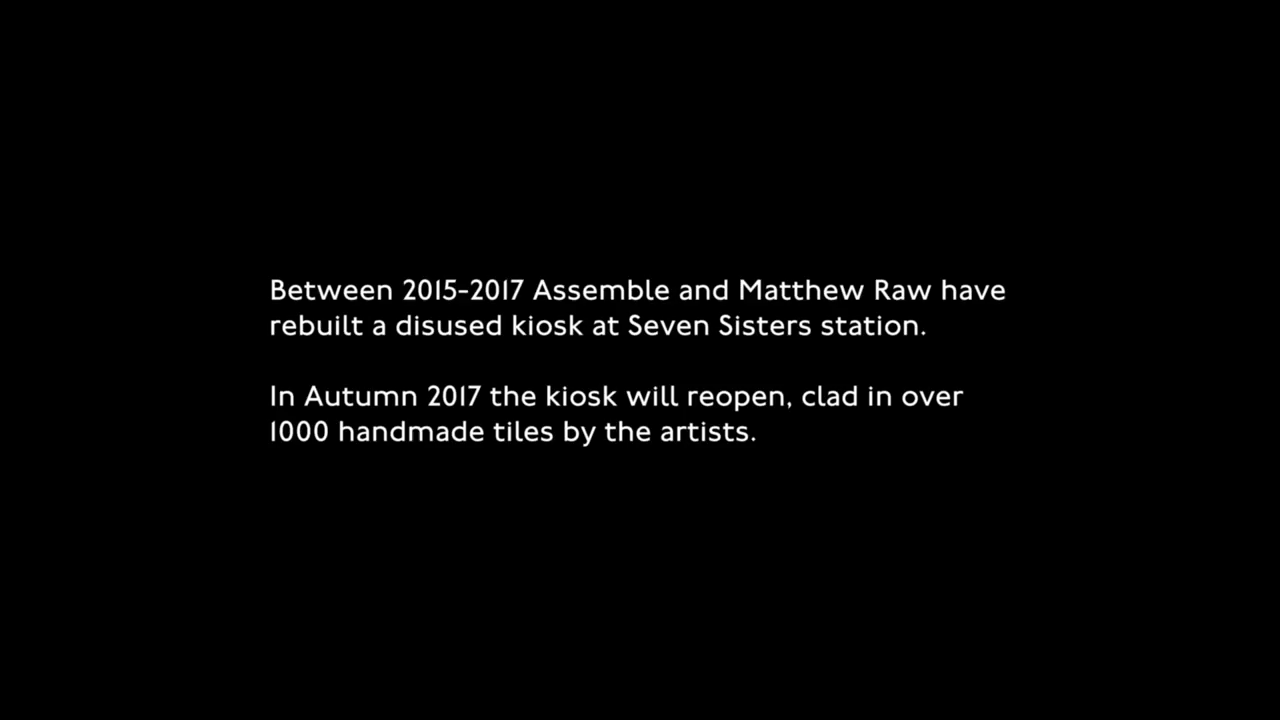 Between 2015-2017 Assemble and Matthew Raw have
rebuilt a disused kiosk at Seven Sisters station.
In Autumn 2017 the kiosk will reopen, clad in over
1000 handmade tiles by the artists.